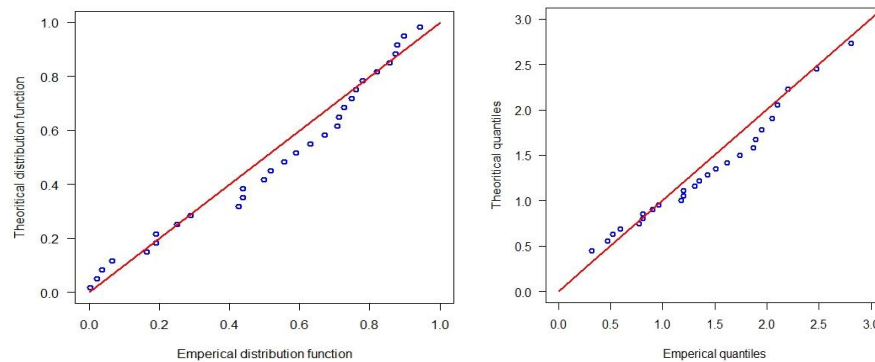 1.0
0.8
0.6
0.4
0.2
0.0
Theoritical distribution function
0.0 0.2 0.4 0.6 0.8 1.0
Emperical distribution function
3.0
2.5
2.0
1.5
1.0
0.5
0.0
Theoritical quantiles
0.0 0.5 1.0 1.5 2.0 2.5 3.0
Emperical quantiles